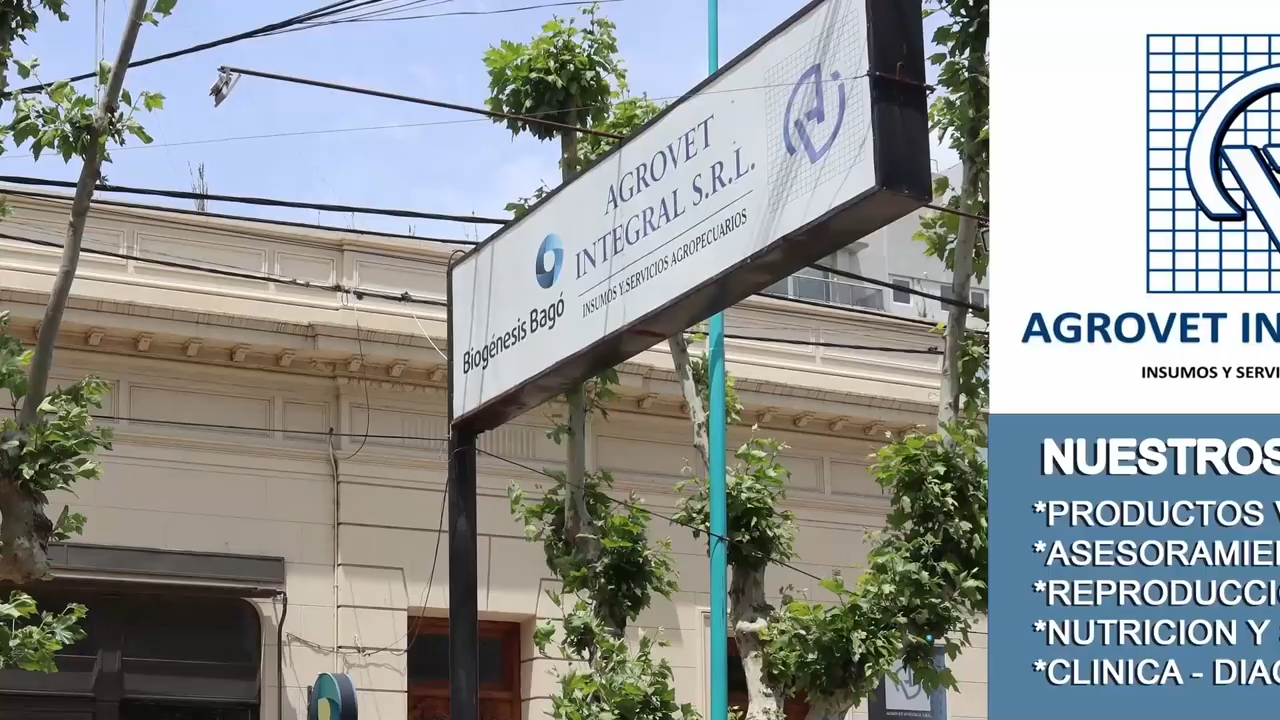 AGROVET
INTEGRAL S.R.L.
INSUMOS Y SERVICIOS AGROPECUARIOS
Biogénesis Bagó
AGROVET IN
INSUMOS Y SERVI
NUESTROS
*PRODUCTOS V
*ASESORAMIE
*REPRODUCCI
*NUTRICION Y
*CLINICA - DIAG